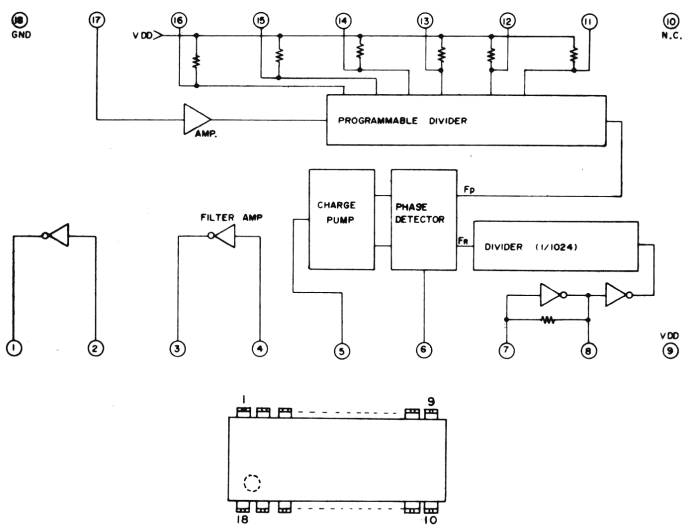 18 17 16 15 14 13 12 11 10
GND VDD N.C.
AMP.
PROGRAMMABLE DIVIDER
CHARGE PUMP
PHASE DETECTOR
FD
FR
DIVIDER (1/1024)
FILTER AMP
VDD
1 2 3 4 5 6 7 8 9
1 9
18 10